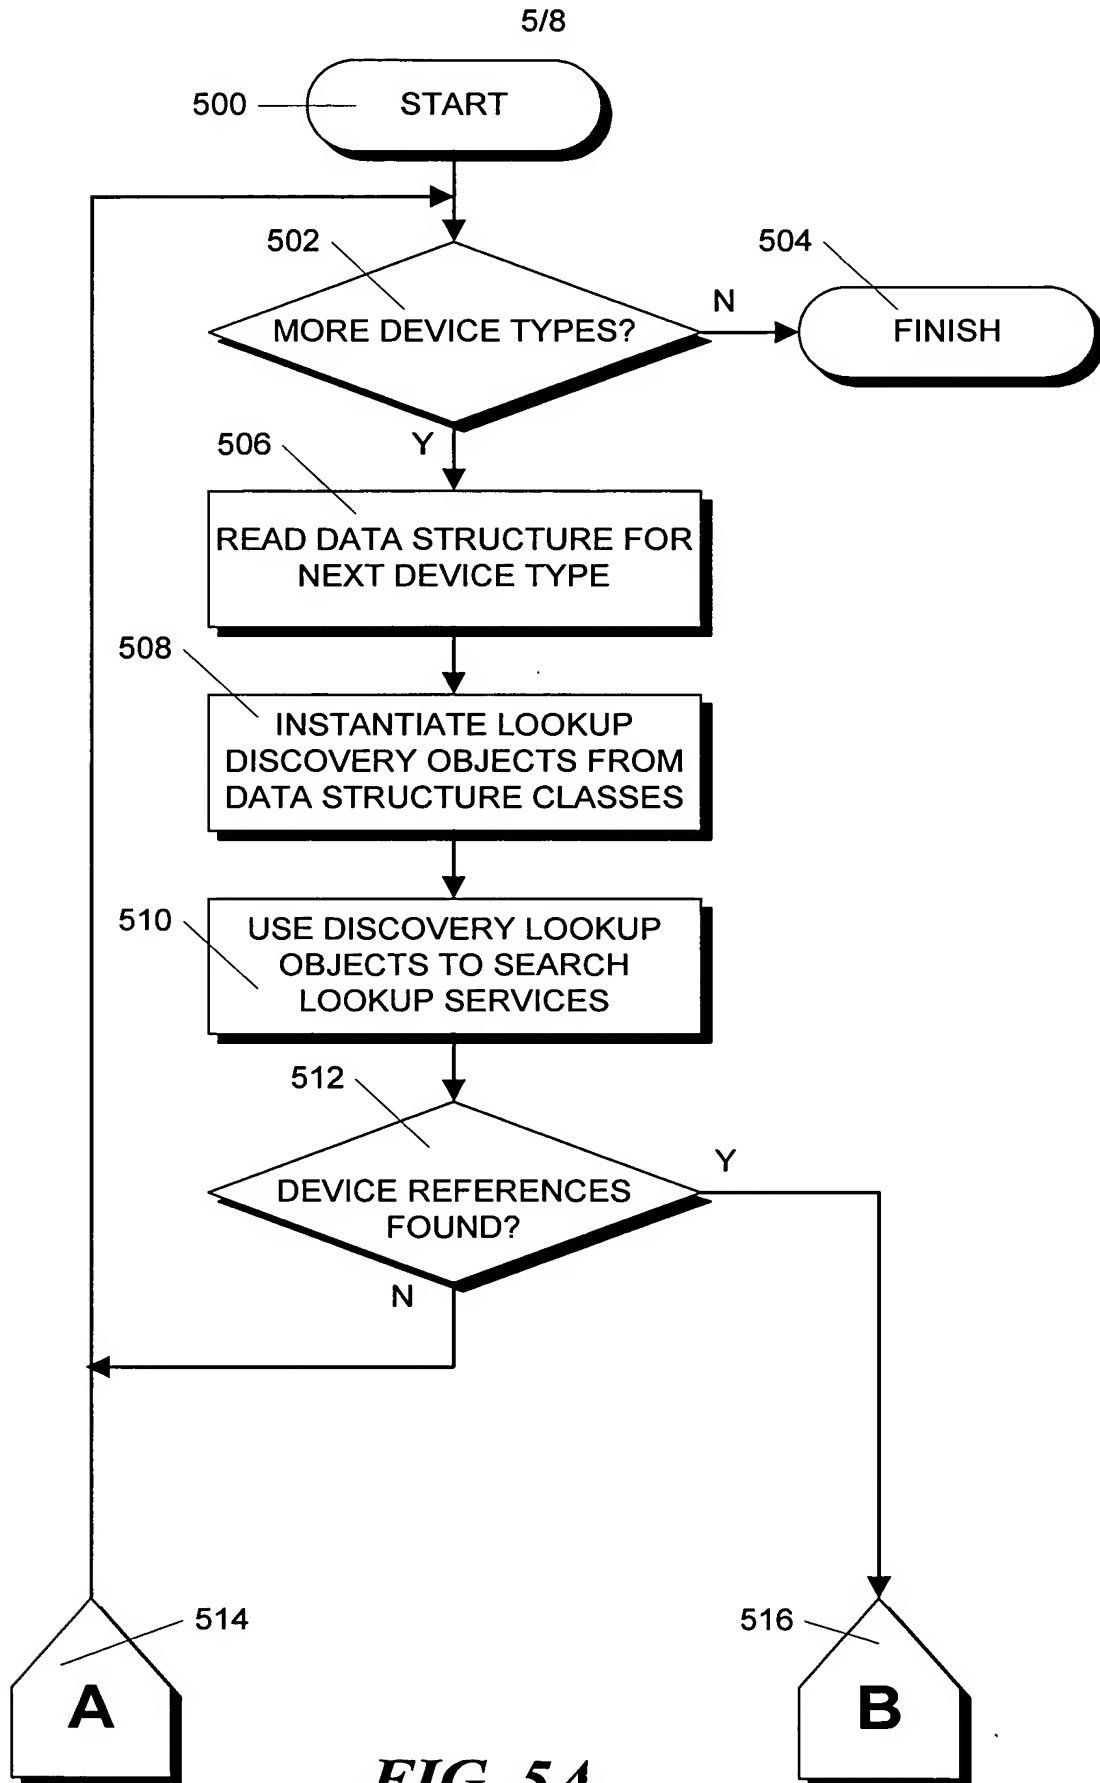 5/8
500
START
502
504
MORE DEVICE TYPES?
N
FINISH
Y
506
READ DATA STRUCTURE FOR
NEXT DEVICE TYPE
508
INSTANTIATE LOOKUP
DISCOVERY OBJECTS FROM
DATA STRUCTURE CLASSES
510
USE DISCOVERY LOOKUP
OBJECTS TO SEARCH
LOOKUP SERVICES
512
Y
DEVICE REFERENCES
FOUND?
N
514
516
A
B
FIG. 5A